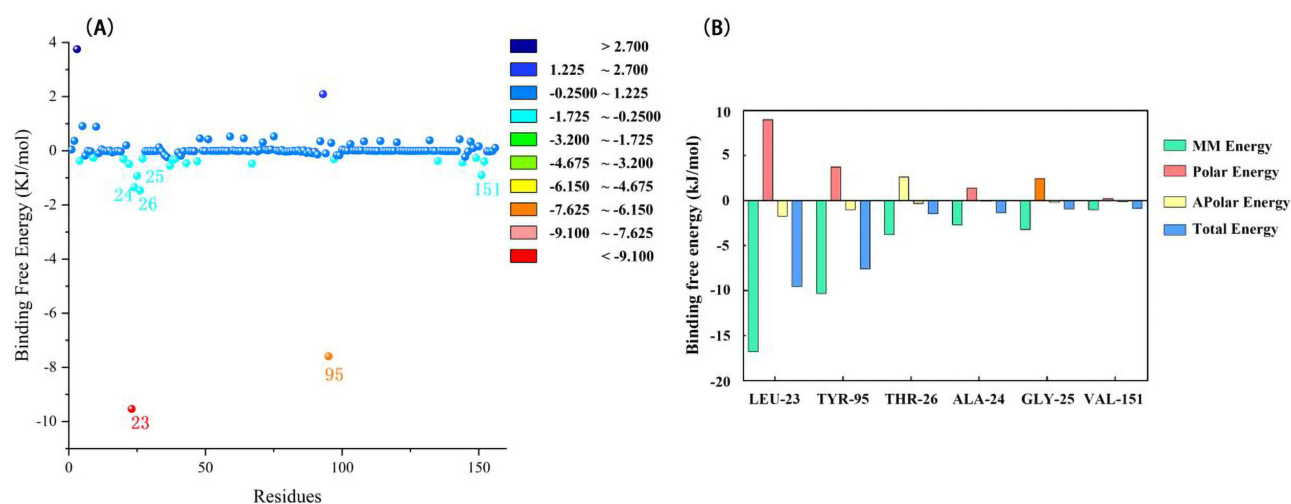 (A)
Binding Free Energy (KJ/mol)
4
2
0
-2
-4
-6
-8
-10
0
50
100
150
Residues
24
25
26
151
95
23
> 2.700
1.225 ~ 2.700
-0.2500 ~ 1.225
-1.725 ~ -0.2500
-3.200 ~ -1.725
-4.675 ~ -3.200
-6.150 ~ -4.675
-7.625 ~ -6.150
-9.100 ~ -7.625
< -9.100
(B)
Binding free energy (kJ/mol)
10
5
0
-5
-10
-15
-20
LEU-23
TYR-95
THR-26
ALA-24
GLY-25
VAL-151
MM Energy
Polar Energy
APolar Energy
Total Energy